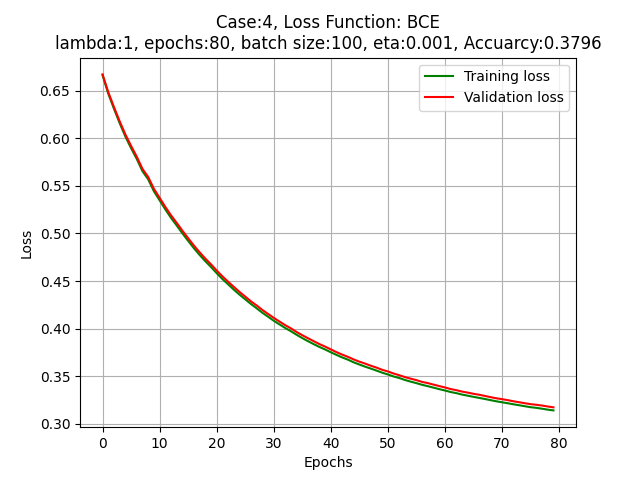 Case:4, Loss Function: BCE
lambda:1, epochs:80, batch size:100, eta:0.001, Accuarcy:0.3796
Training loss
Validation loss
Loss
0.65
0.60
0.55
0.50
0.45
0.40
0.35
0.30
0 10 20 30 40 50 60 70 80
Epochs